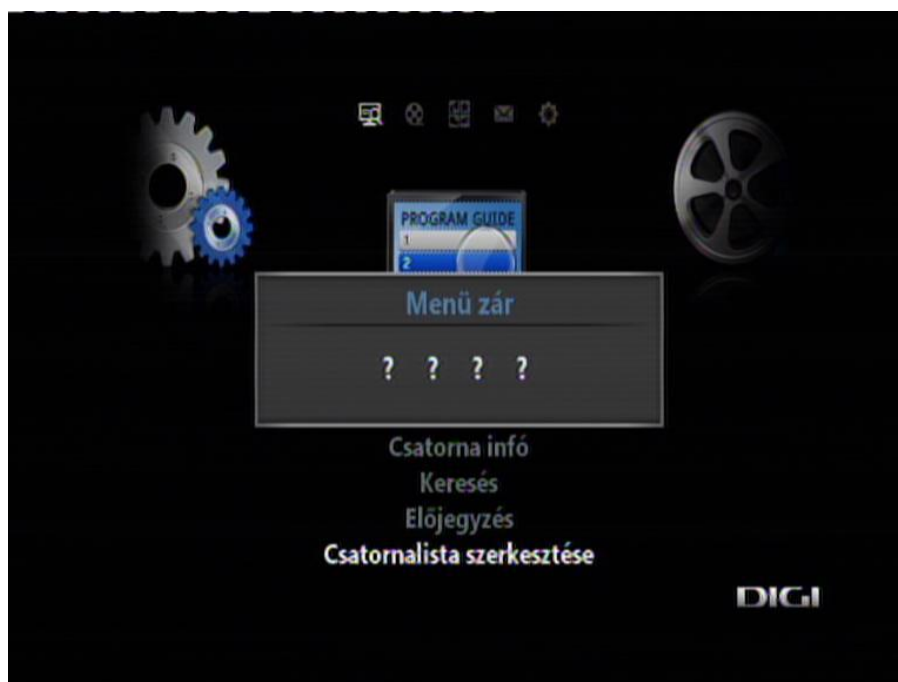 PROGRAM GUIDE
1
2
Menü zár
? ? ? ?
Csatorna infó
Keresés
Előjegyzés
Csatornalista szerkesztése
DIGI